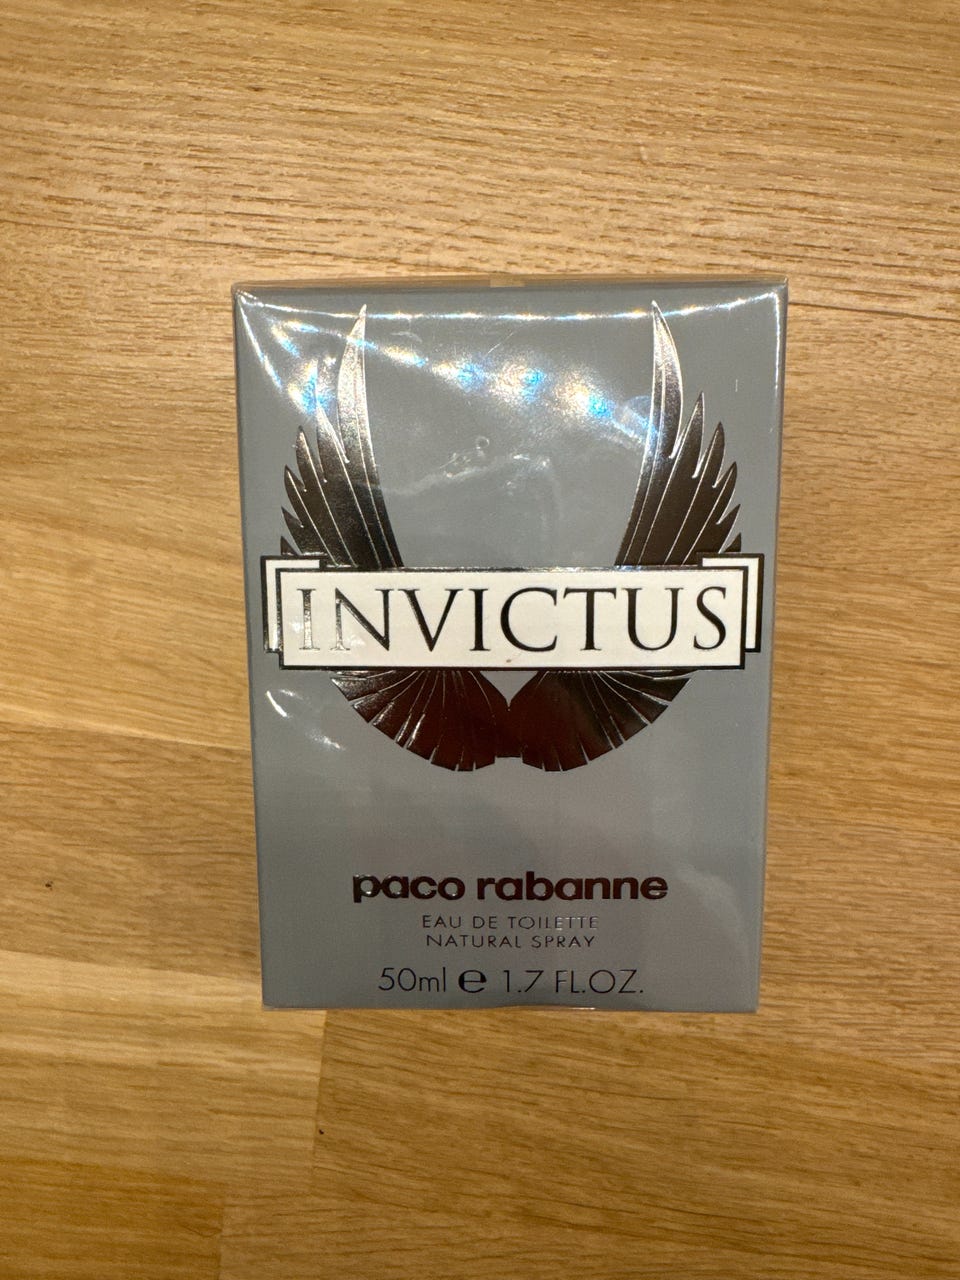 INVICTUS
paco rabanne
EAU DE TOILETTE
NATURAL SPRAY
50ml e 1.7 FL.OZ.